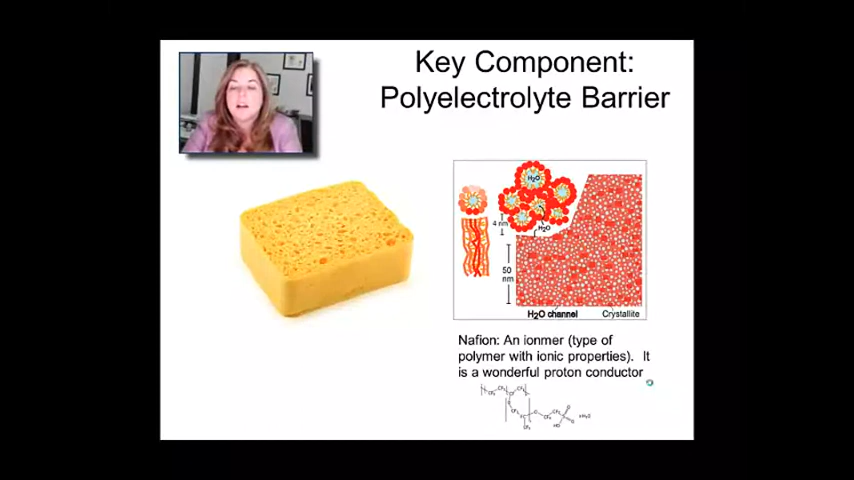 Key Component:
Polyelectrolyte Barrier
H₂O
4 nm
H₂O
50
nm
H₂O channel
Crystallite
Nafion: An ionmer (type of
polymer with ionic properties). It
is a wonderful proton conductor